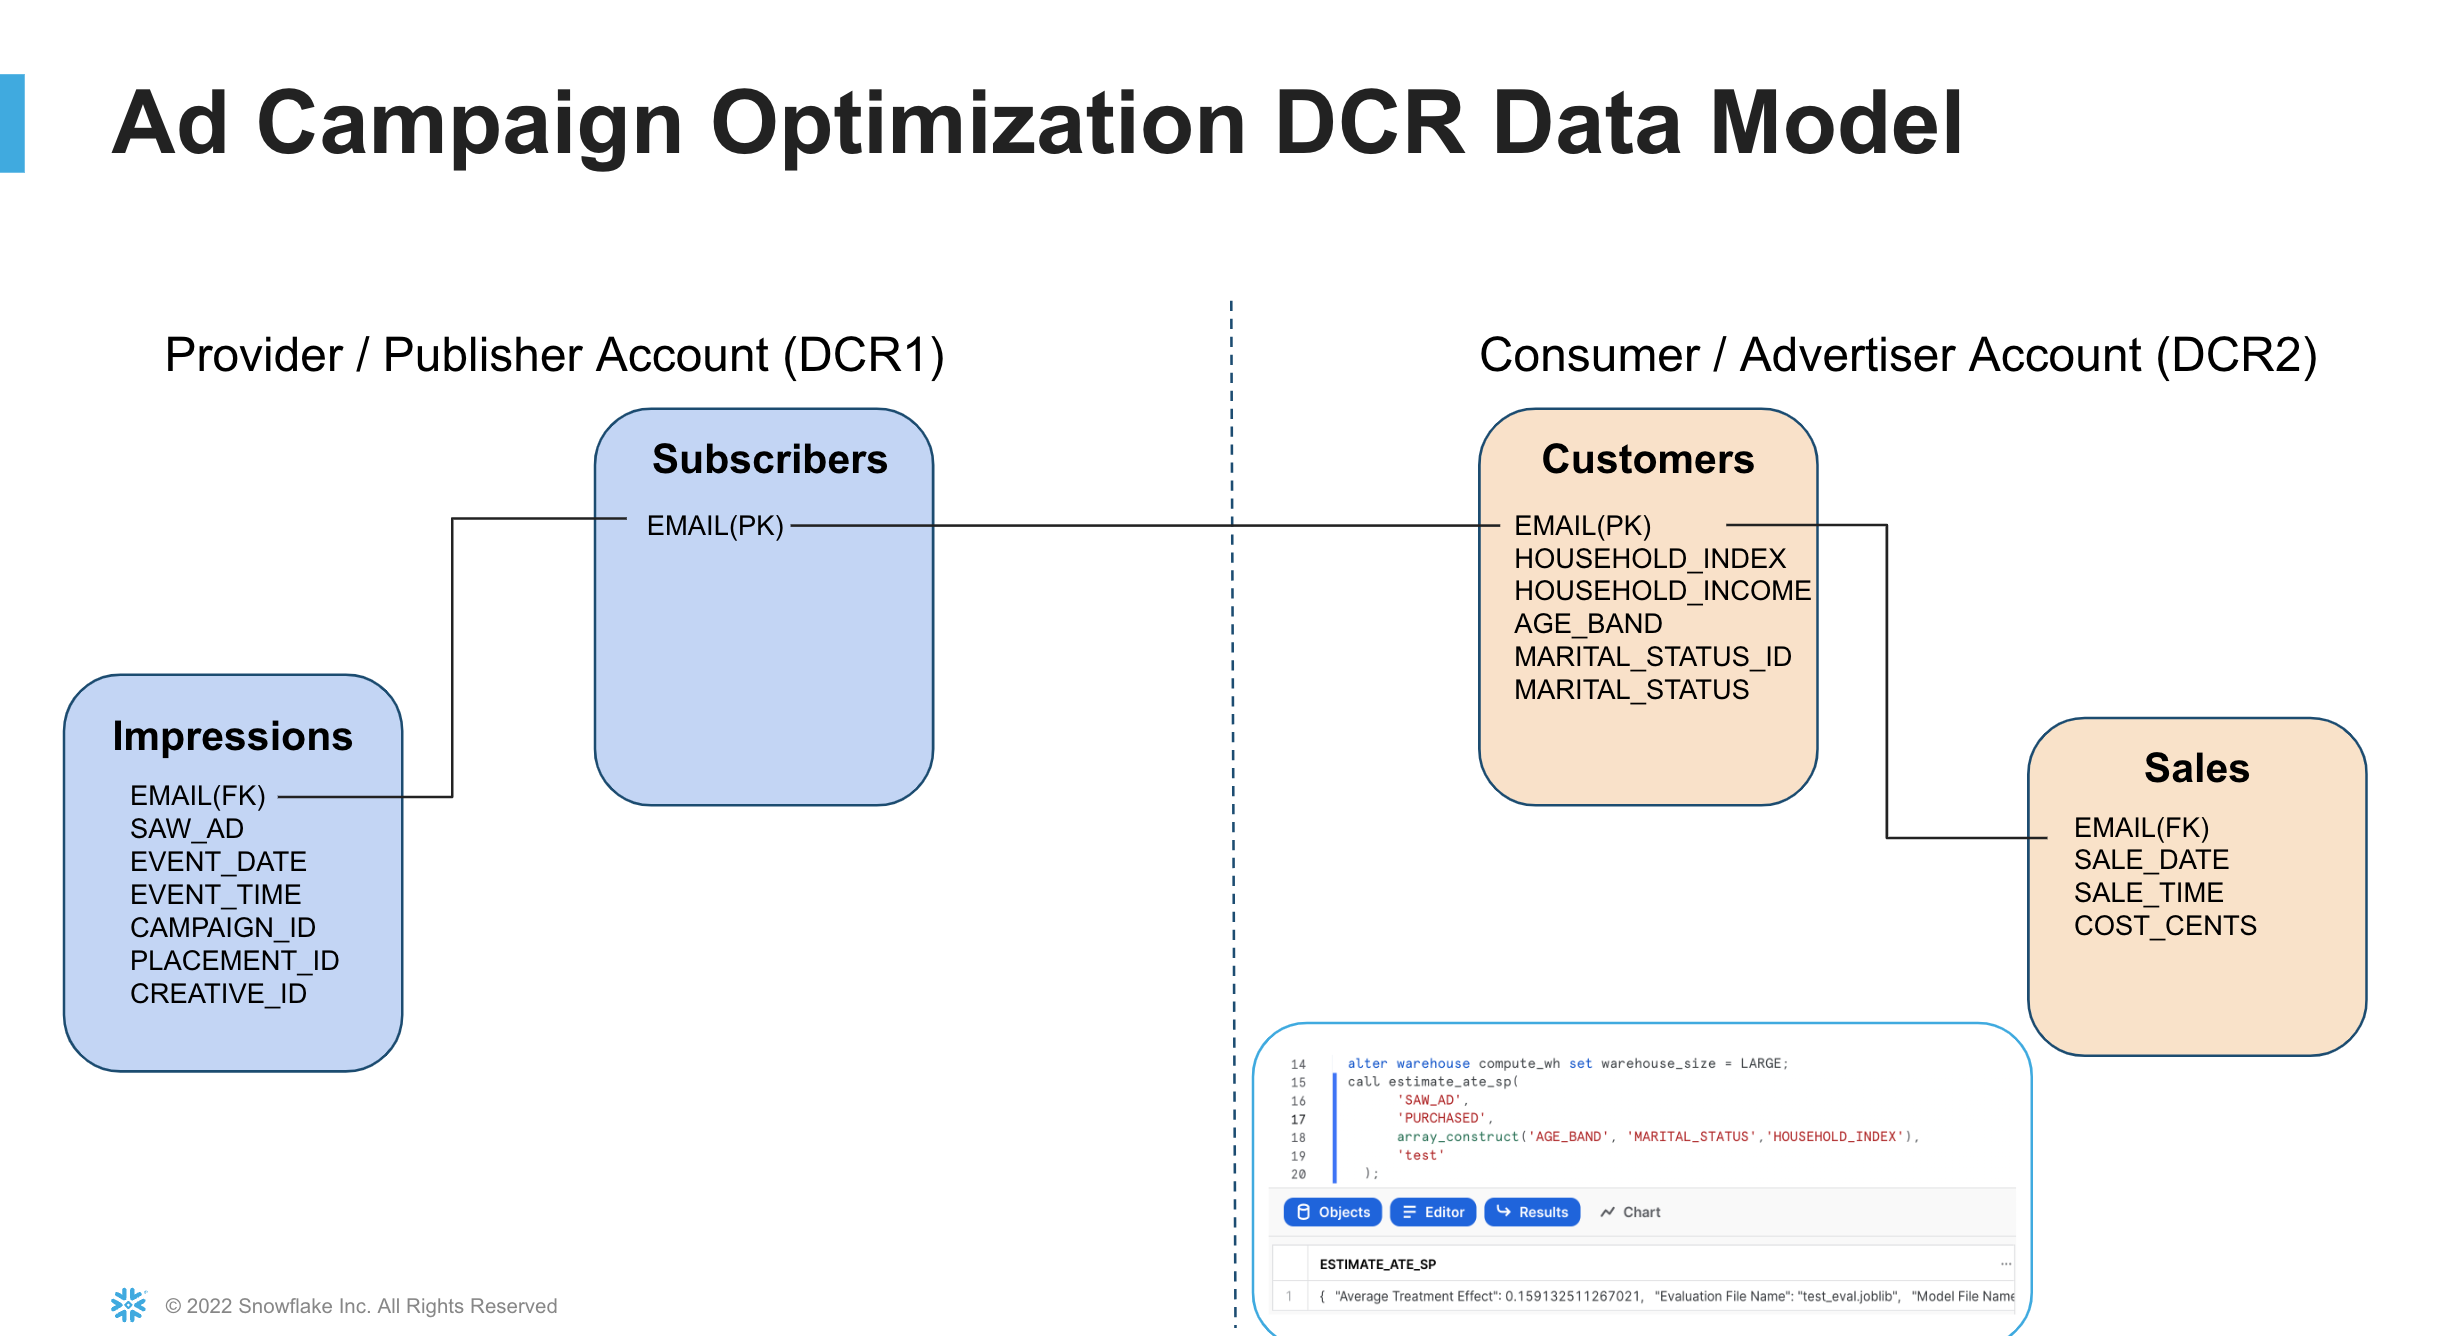 Ad Campaign Optimization DCR Data Model
Provider / Publisher Account (DCR1)
Consumer / Advertiser Account (DCR2)
Subscribers
EMAIL(PK)
Impressions
EMAIL(FK)
SAW_AD
EVENT_DATE
EVENT_TIME
CAMPAIGN_ID
PLACEMENT_ID
CREATIVE_ID
Customers
EMAIL(PK)
HOUSEHOLD_INDEX
HOUSEHOLD_INCOME
AGE_BAND
MARITAL_STATUS_ID
MARITAL_STATUS
Sales
EMAIL(FK)
SALE_DATE
SALE_TIME
COST_CENTS
14 alter warehouse compute_wh set warehouse_size = LARGE;
15 call estimate_ate_sp(
16 'SAW_AD',
17 'PURCHASED',
18 array_construct('AGE_BAND', 'MARITAL_STATUS','HOUSEHOLD_INDEX'),
19 'test'
20 );
Objects Editor Results Chart
ESTIMATE_ATE_SP ...
1 { "Average Treatment Effect": 0.159132511267021, "Evaluation File Name": "test_eval.joblib", "Model File Name
© 2022 Snowflake Inc. All Rights Reserved